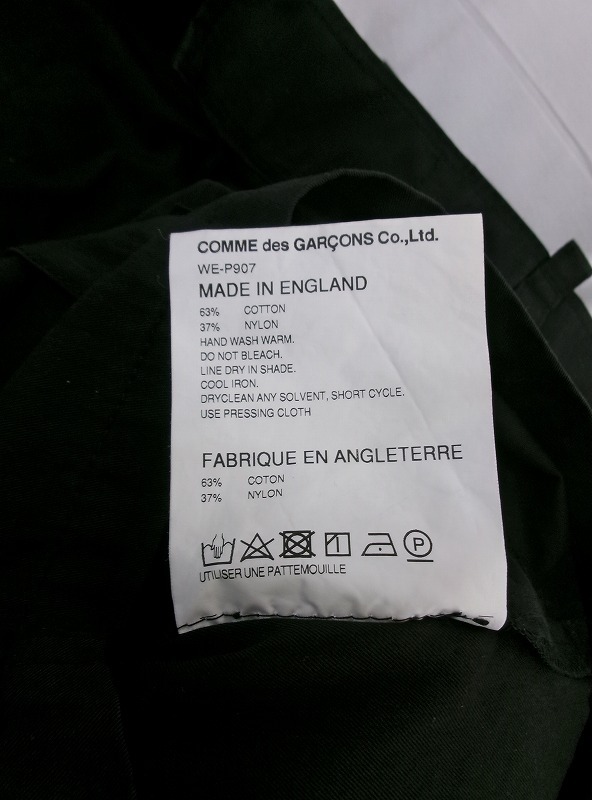 COMME des GARÇONS Co.,Ltd.
WE-P907
MADE IN ENGLAND
63% COTTON
37% NYLON
HAND WASH WARM.
DO NOT BLEACH.
LINE DRY IN SHADE.
COOL IRON.
DRYCLEAN ANY SOLVENT, SHORT CYCLE.
USE PRESSING CLOTH
FABRIQUE EN ANGLETERRE
63% COTON
37% NYLON
P
UTILISER UNE PATTEMOUILLE